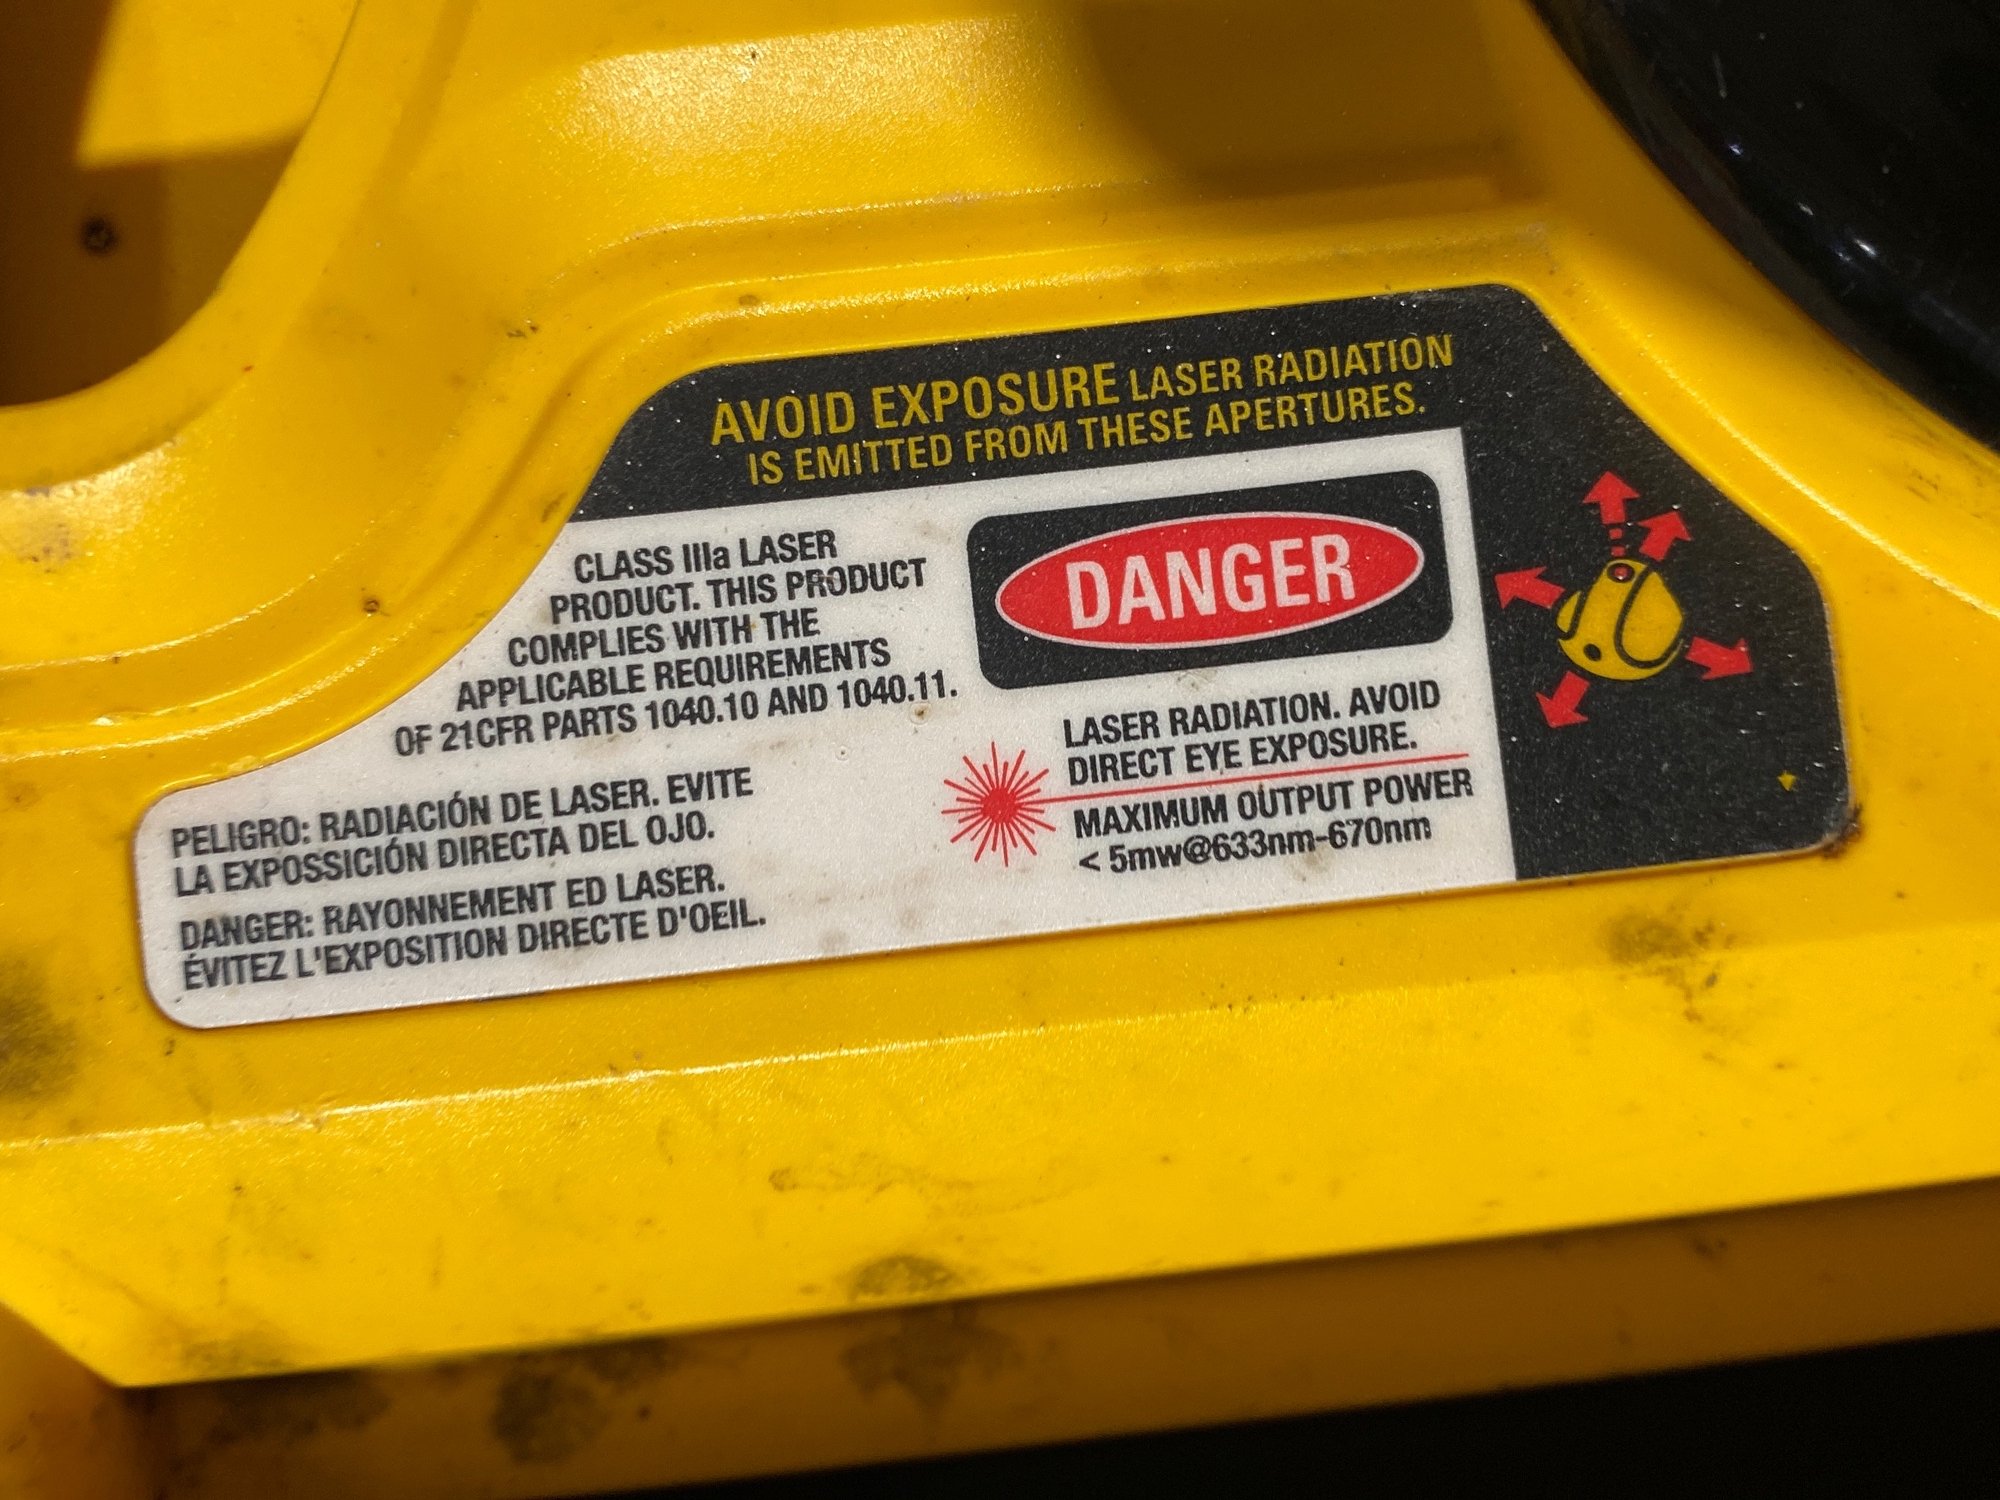 AVOID EXPOSURE LASER RADIATION
IS EMITTED FROM THESE APERTURES.
CLASS IIIa LASER
PRODUCT. THIS PRODUCT
COMPLIES WITH THE
APPLICABLE REQUIREMENTS
OF 21CFR PARTS 1040.10 AND 1040.11.
DANGER
LASER RADIATION. AVOID
DIRECT EYE EXPOSURE.
MAXIMUM OUTPUT POWER
< 5mw@633nm-670nm
PELIGRO: RADIACIÓN DE LASER. EVITE
LA EXPOSSICIÓN DIRECTA DEL OJO.
DANGER: RAYONNEMENT ED LASER.
ÉVITEZ L'EXPOSITION DIRECTE D'OEIL.